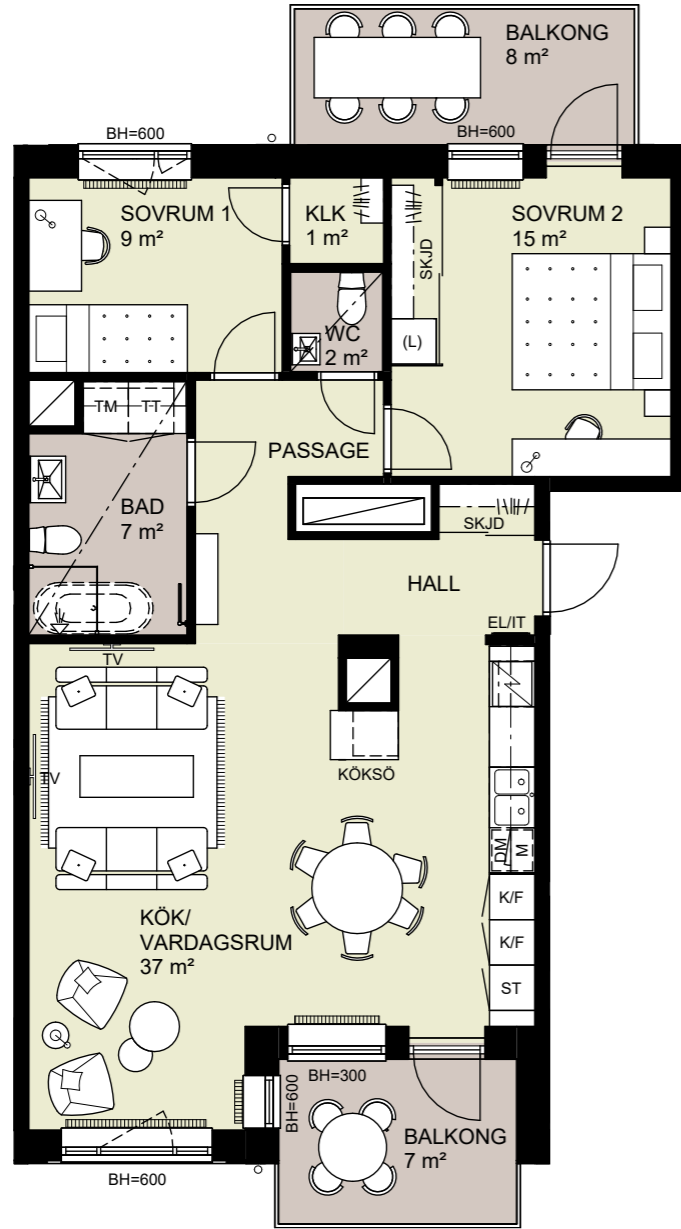 BALKONG
8 m²
BH=600
BH=600
SOVRUM 1
9 m²
KLK
1 m²
SKJD
SOVRUM 2
15 m²
WC
2 m²
(L)
TM
TT
PASSAGE
BAD
7 m²
SKJD
HALL
EL/IT
TV
KÖKSÖ
TV
DM
M
K/F
KÖK/
VARDAGSRUM
37 m²
K/F
ST
BH=300
BH=600
BALKONG
7 m²
BH=600